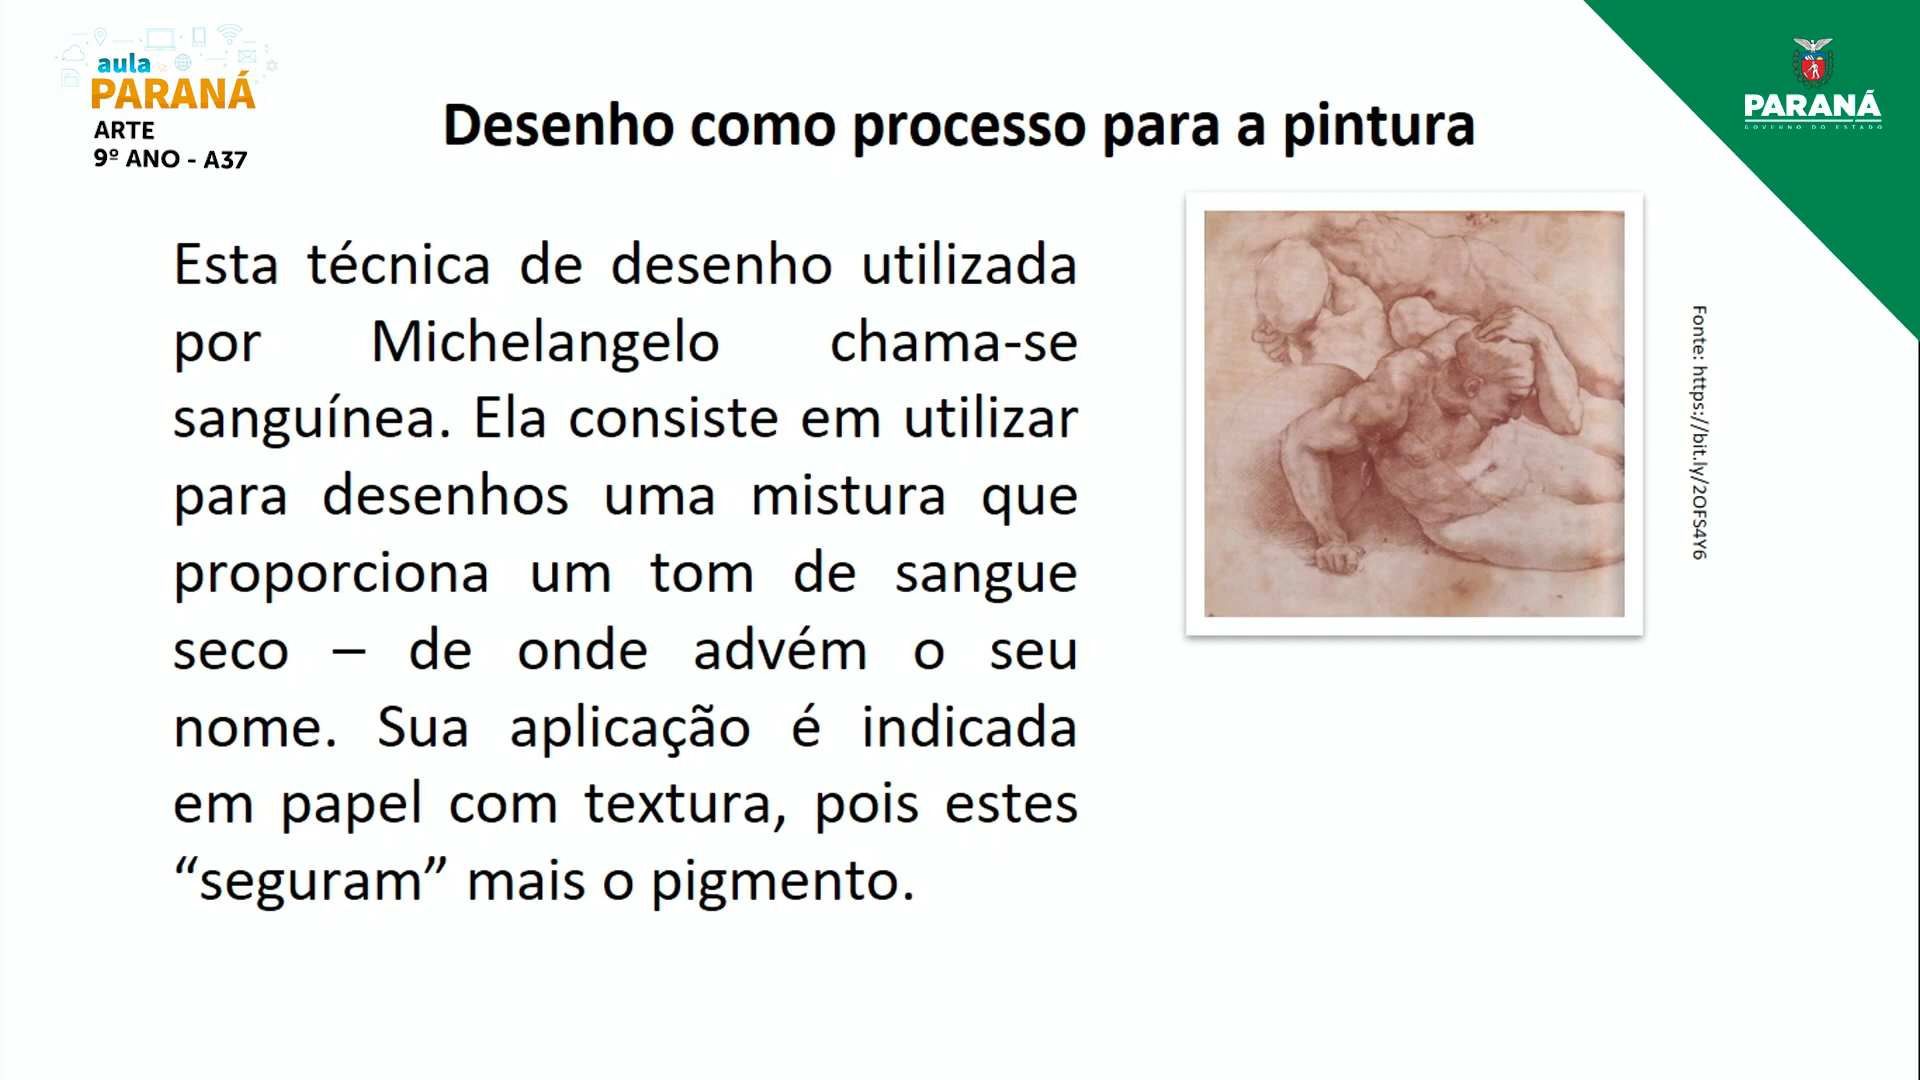 aula
PARANÁ
ARTE
9º ANO - A37
PARANÁ
GOVERNO DO ESTADO
Desenho como processo para a pintura
Esta técnica de desenho utilizada
por Michelangelo chama-se
sanguínea. Ela consiste em utilizar
para desenhos uma mistura que
proporciona um tom de sangue
seco – de onde advém o seu
nome. Sua aplicação é indicada
em papel com textura, pois estes
“seguram” mais o pigmento.
Fonte: https://bit.ly/2OFS4Y6